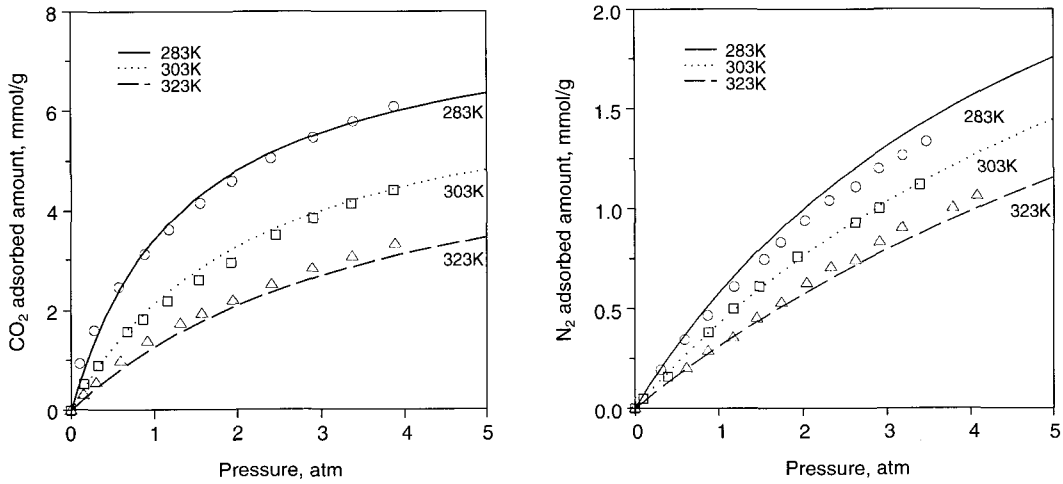 CO2 adsorbed amount, mmol/g
8
6
4
2
0
283K
303K
323K
283K
303K
323K
0 1 2 3 4 5
Pressure, atm
N2 adsorbed amount, mmol/g
2.0
1.5
1.0
0.5
0.0
283K
303K
323K
283K
303K
323K
0 1 2 3 4 5
Pressure, atm